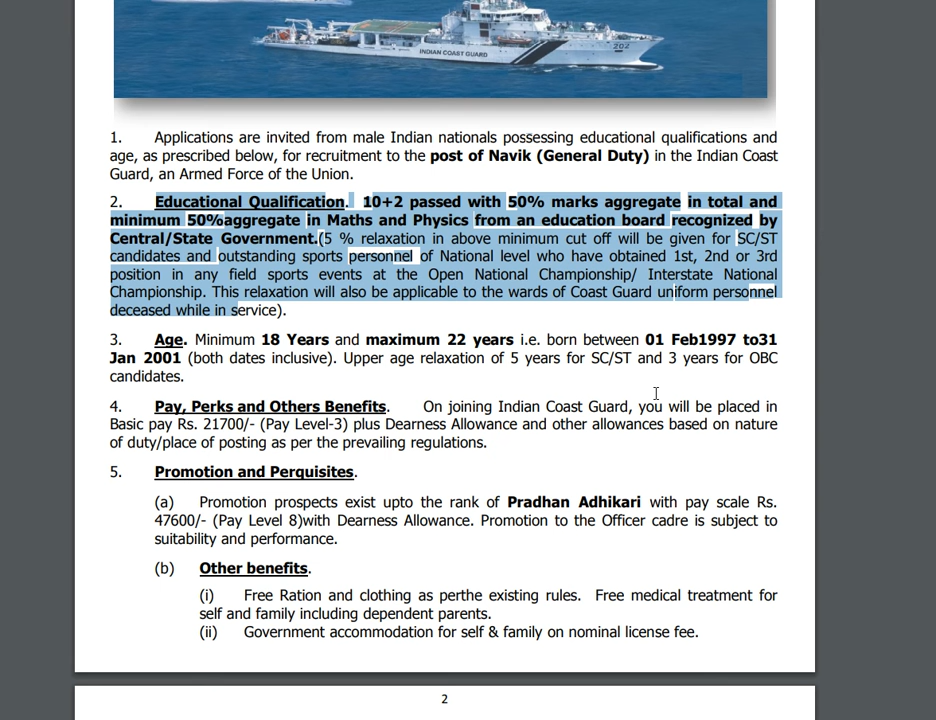 INDIAN COAST GUARD
202
1. Applications are invited from male Indian nationals possessing educational qualifications and
age, as prescribed below, for recruitment to the post of Navik (General Duty) in the Indian Coast
Guard, an Armed Force of the Union.
2. Educational Qualification. 10+2 passed with 50% marks aggregate in total and
minimum 50%aggregate in Maths and Physics from an education board recognized by
Central/State Government.(5 % relaxation in above minimum cut off will be given for SC/ST
candidates and outstanding sports personnel of National level who have obtained 1st, 2nd or 3rd
position in any field sports events at the Open National Championship/ Interstate National
Championship. This relaxation will also be applicable to the wards of Coast Guard uniform personnel
deceased while in service).
3. Age. Minimum 18 Years and maximum 22 years i.e. born between 01 Feb1997 to31
Jan 2001 (both dates inclusive). Upper age relaxation of 5 years for SC/ST and 3 years for OBC
candidates.
4. Pay, Perks and Others Benefits. On joining Indian Coast Guard, you will be placed in
Basic pay Rs. 21700/- (Pay Level-3) plus Dearness Allowance and other allowances based on nature
of duty/place of posting as per the prevailing regulations.
5. Promotion and Perquisites.
(a) Promotion prospects exist upto the rank of Pradhan Adhikari with pay scale Rs.
47600/- (Pay Level 8)with Dearness Allowance. Promotion to the Officer cadre is subject to
suitability and performance.
(b) Other benefits.
(i) Free Ration and clothing as perthe existing rules. Free medical treatment for
self and family including dependent parents.
(ii) Government accommodation for self & family on nominal license fee.
2